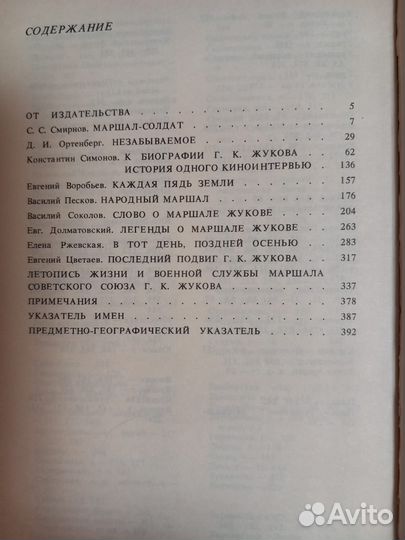 СОДЕРЖАНИЕ
ОТ ИЗДАТЕЛЬСТВА . . . . . . . . . . . . . . 5
С. С. Смирнов. МАРШАЛ-СОЛДАТ . . . . . . . . . . 7
Д. И. Ортенберг. НЕЗАБЫВАЕМОЕ . . . . . . . . . . 29
Константин Симонов. К БИОГРАФИИ Г. К. ЖУКОВА . . . 62
ИСТОРИЯ ОДНОГО КИНОИНТЕРВЬЮ . 136
Евгений Воробьев. КАЖДАЯ ПЯДЬ ЗЕМЛИ . . . . . . . 157
Василий Песков. НАРОДНЫЙ МАРШАЛ . . . . . . . . . 176
Василий Соколов. СЛОВО О МАРШАЛЕ ЖУКОВЕ . . . . . 204
Евг. Долматовский. ЛЕГЕНДЫ О МАРШАЛЕ ЖУКОВЕ . . . 263
Елена Ржевская. В ТОТ ДЕНЬ, ПОЗДНЕЙ ОСЕНЬЮ . . . . 283
Евгений Цветаев. ПОСЛЕДНИЙ ПОДВИГ Г. К. ЖУКОВА . . 317
ЛЕТОПИСЬ ЖИЗНИ И ВОЕННОЙ СЛУЖБЫ МАРШАЛА
СОВЕТСКОГО СОЮЗА Г. К. ЖУКОВА . . . . . . . . . 337
ПРИМЕЧАНИЯ . . . . . . . . . . . . . . . . 378
УКАЗАТЕЛЬ ИМЕН . . . . . . . . . . . . . . 387
ПРЕДМЕТНО-ГЕОГРАФИЧЕСКИЙ УКАЗАТЕЛЬ . . . . . . . 392
Avito